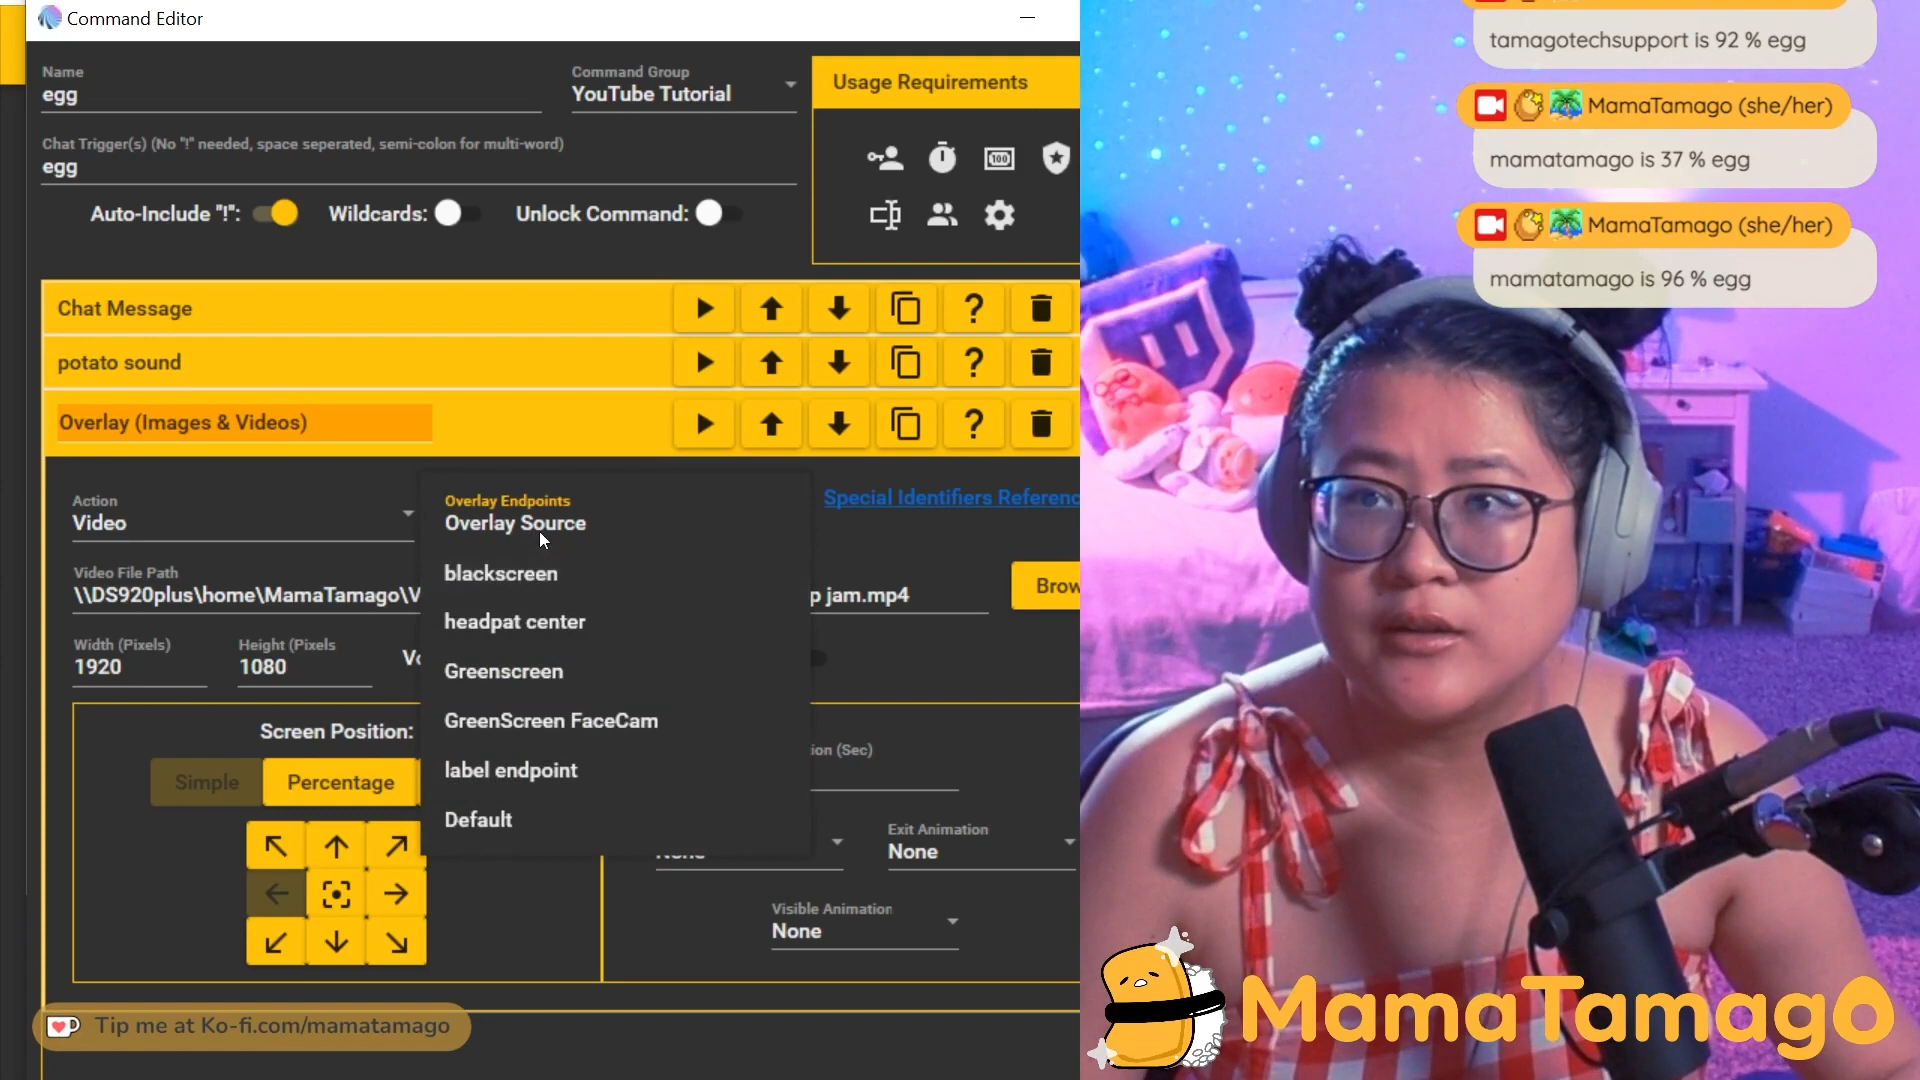 Command Editor
Name
egg
Command Group
YouTube Tutorial
Usage Requirements
Chat Trigger(s) (No "!" needed, space seperated, semi-colon for multi-word)
egg
Auto-Include "!":
Wildcards:
Unlock Command:
100
Chat Message
?
potato sound
?
Overlay (Images & Videos)
?
Action
Video
Overlay Endpoints
Overlay Source
blackscreen
headpat center
Greenscreen
GreenScreen FaceCam
label endpoint
Default
Special Identifiers Referenc
Video File Path
\\DS920plus\home\MamaTamago\V
p jam.mp4
Brow
Width (Pixels)
1920
Height (Pixels
1080
Screen Position:
Simple
Percentage
ion (Sec)
Exit Animation
None
Visible Animation
None
Tip me at Ko-fi.com/mamatamago
tamagotechsupport is 92 % egg
MamaTamago (she/her)
mamatamago is 37 % egg
MamaTamago (she/her)
mamatamago is 96 % egg
MamaTamago